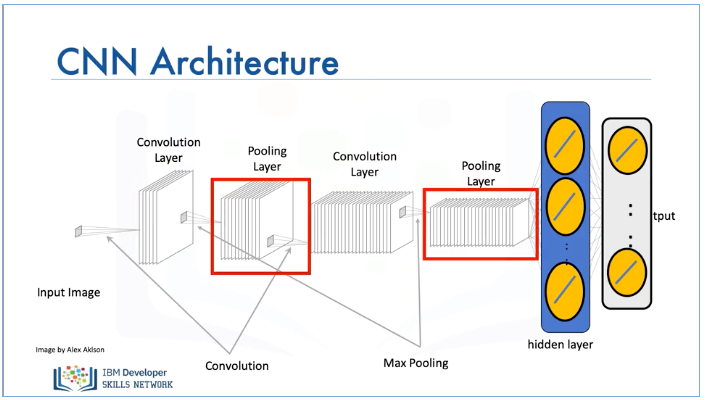 CNN Architecture
Convolution
Layer
Pooling
Layer
Convolution
Layer
Pooling
Layer
tput
Input Image
hidden layer
Image by Alex Aklson
Convolution
Max Pooling
IBM Developer
SKILLS NETWORK